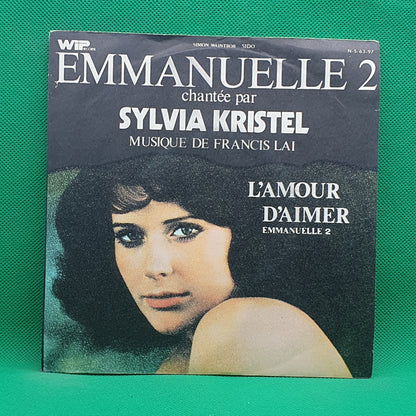 WIP RECORDS
SIMON WAINTROB SIDO
N-S-63-97
EMMANUELLE 2
chantée par
SYLVIA KRISTEL
MUSIQUE DE FRANCIS LAI
L'AMOUR
D'AIMER
EMMANUELLE 2